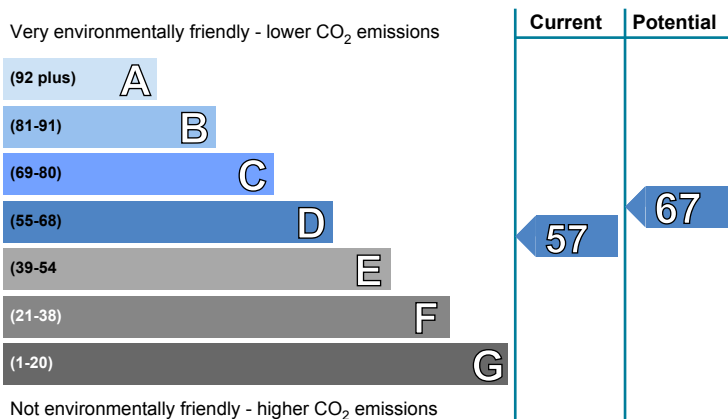 Current Potential
Very environmentally friendly - lower CO2 emissions
(92 plus) A
(81-91) B
(69-80) C
(55-68) D
67
57
(39-54 E
(21-38) F
(1-20) G
Not environmentally friendly - higher CO2 emissions